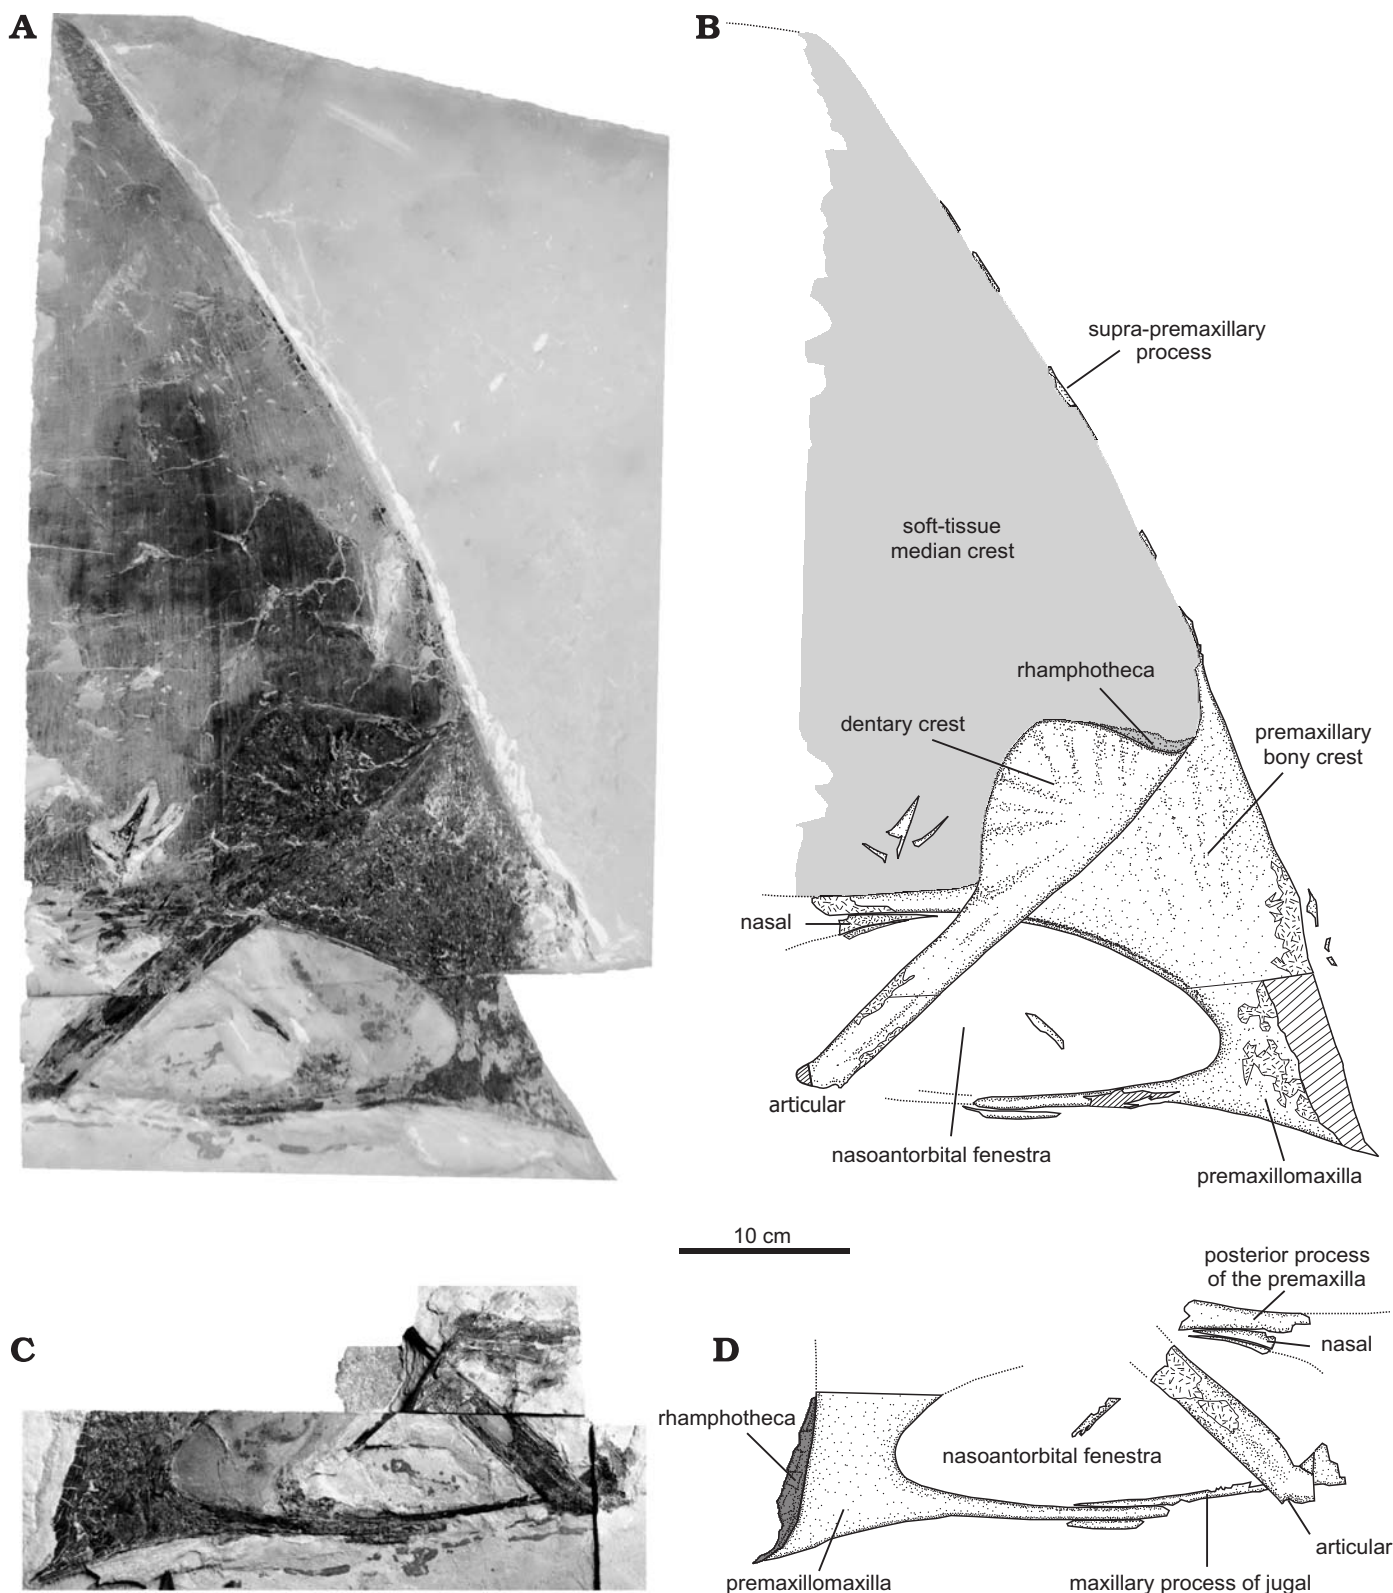 A
B
supra-premaxillary
process
soft-tissue
median crest
rhamphotheca
dentary crest
premaxillary
bony crest
nasal
articular
nasoantorbital fenestra
premaxillomaxilla
10 cm
C
D
posterior process
of the premaxilla
nasal
rhamphotheca
nasoantorbital fenestra
articular
premaxillomaxilla
maxillary process of jugal